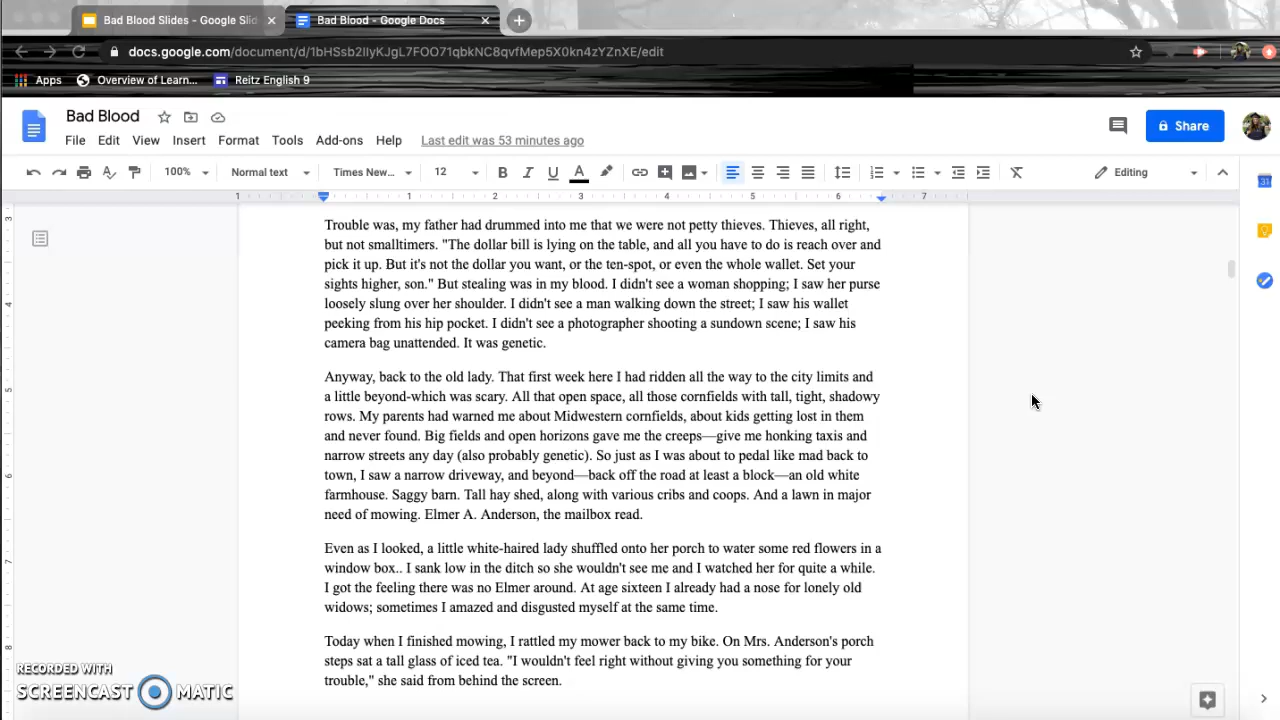 Bad Blood Slides - Google Slid
Bad Blood - Google Docs
docs.google.com/document/d/1bHSsb2IIyKJgL7FOO71qbkNC8qvfMep5X0kn4zYZnXE/edit
Apps Overview of Learn... Reitz English 9
Bad Blood
File Edit View Insert Format Tools Add-ons Help Last edit was 53 minutes ago
Share
100% Normal text Times New... 12 Editing
1 1 2 3 4 5 6 7
Trouble was, my father had drummed into me that we were not petty thieves. Thieves, all right,
but not smalltimers. "The dollar bill is lying on the table, and all you have to do is reach over and
pick it up. But it's not the dollar you want, or the ten-spot, or even the whole wallet. Set your
sights higher, son." But stealing was in my blood. I didn't see a woman shopping; I saw her purse
loosely slung over her shoulder. I didn't see a man walking down the street; I saw his wallet
peeking from his hip pocket. I didn't see a photographer shooting a sundown scene; I saw his
camera bag unattended. It was genetic.
Anyway, back to the old lady. That first week here I had ridden all the way to the city limits and
a little beyond-which was scary. All that open space, all those cornfields with tall, tight, shadowy
rows. My parents had warned me about Midwestern cornfields, about kids getting lost in them
and never found. Big fields and open horizons gave me the creeps—give me honking taxis and
narrow streets any day (also probably genetic). So just as I was about to pedal like mad back to
town, I saw a narrow driveway, and beyond—back off the road at least a block—an old white
farmhouse. Saggy barn. Tall hay shed, along with various cribs and coops. And a lawn in major
need of mowing. Elmer A. Anderson, the mailbox read.
Even as I looked, a little white-haired lady shuffled onto her porch to water some red flowers in a
window box.. I sank low in the ditch so she wouldn't see me and I watched her for quite a while.
I got the feeling there was no Elmer around. At age sixteen I already had a nose for lonely old
widows; sometimes I amazed and disgusted myself at the same time.
Today when I finished mowing, I rattled my mower back to my bike. On Mrs. Anderson's porch
steps sat a tall glass of iced tea. "I wouldn't feel right without giving you something for your
trouble," she said from behind the screen.
3
4
5
6
7
8
31
RECORDED WITH
SCREENCAST MATIC